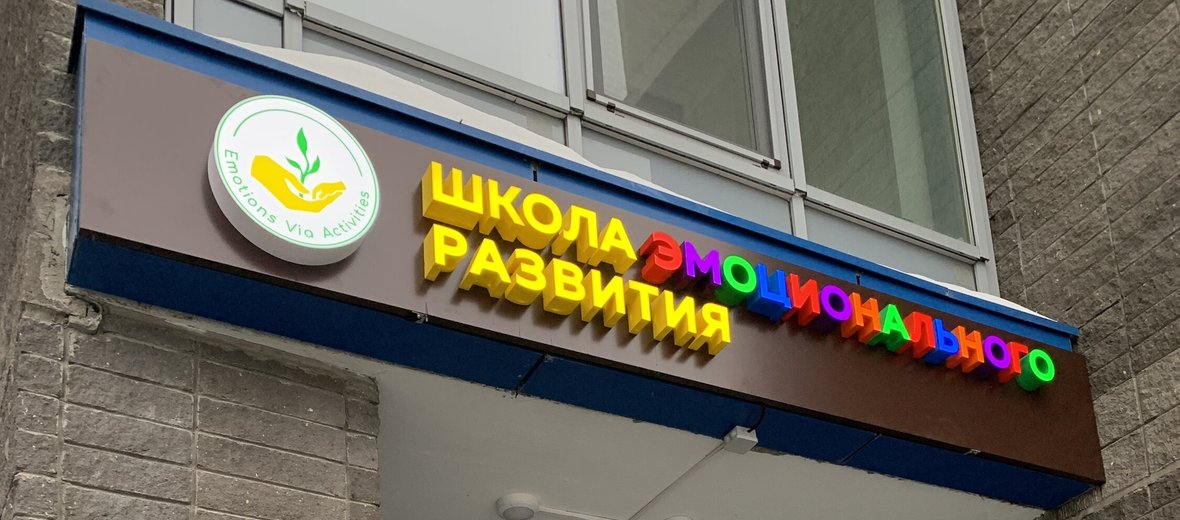 Emotions Via Activities
ШКОЛА ЭМОЦИОНАЛЬНОГО
РАЗВИТИЯ